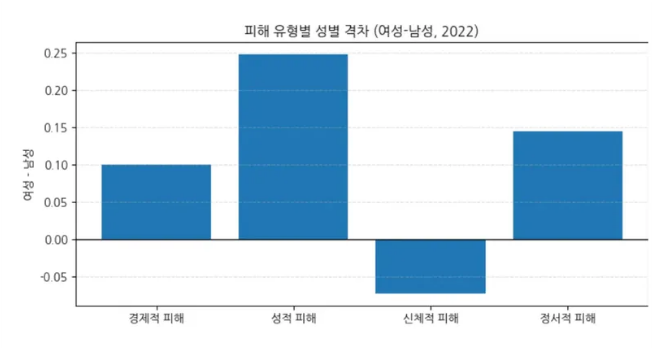 피해 유형별 성별 격차 (여성-남성, 2022)
여성 - 남성
0.25
0.20
0.15
0.10
0.05
0.00
-0.05
경제적 피해 성적 피해 신체적 피해 정서적 피해